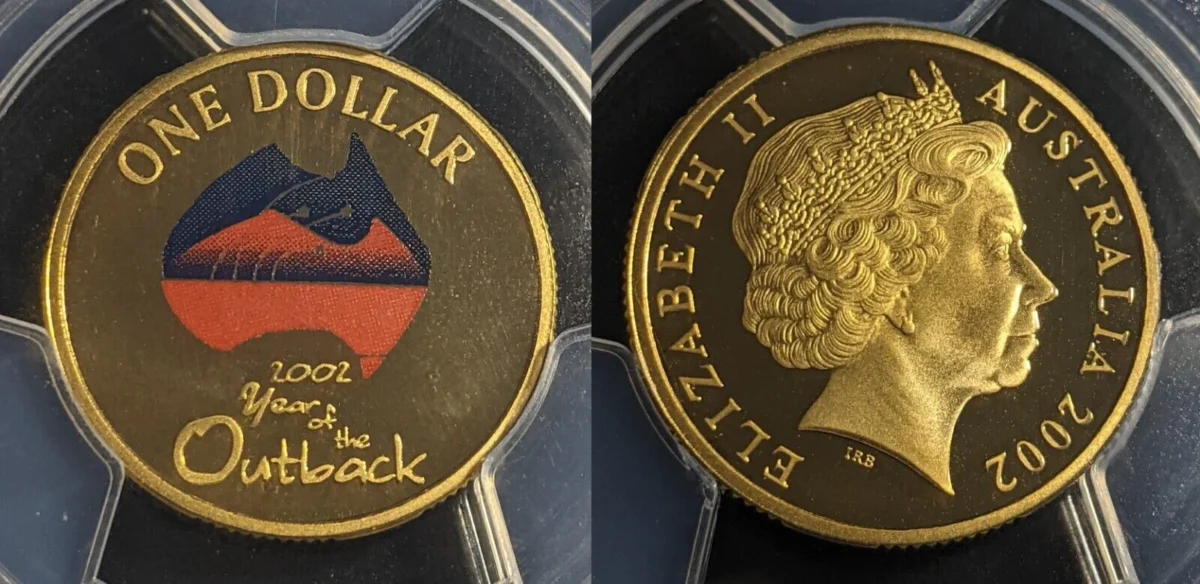 ONE DOLLAR
2002
Year of
the
Outback
ELIZABETH II
AUSTRALIA 2002
IRB